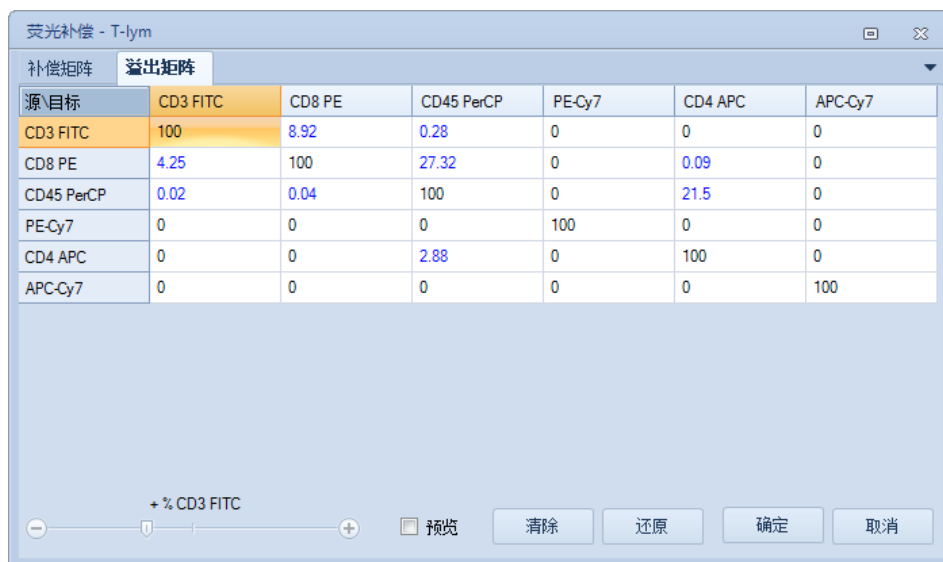 荧光补偿 - T-lym
补偿矩阵 溢出矩阵
源\目标 CD3 FITC CD8 PE CD45 PerCP PE-Cy7 CD4 APC APC-Cy7
CD3 FITC 100 8.92 0.28 0 0 0
CD8 PE 4.25 100 27.32 0 0.09 0
CD45 PerCP 0.02 0.04 100 0 21.5 0
PE-Cy7 0 0 0 100 0 0
CD4 APC 0 0 2.88 0 100 0
APC-Cy7 0 0 0 0 0 100
+ % CD3 FITC
预览 清除 还原 确定 取消